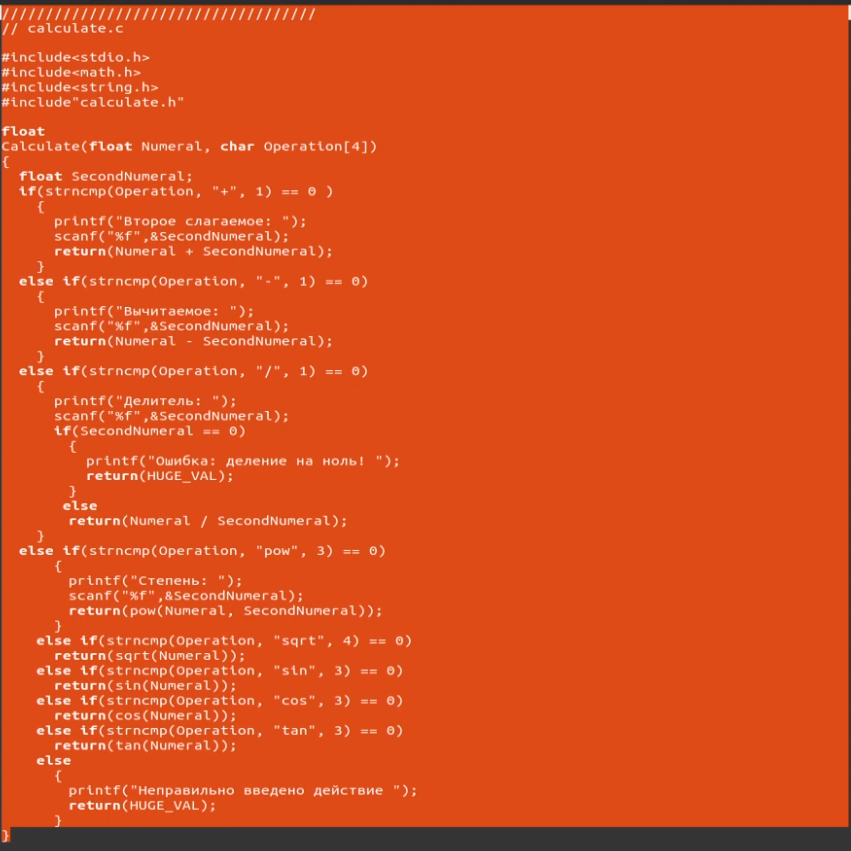 ////////////////////////////////////
// calculate.c
#include<stdio.h>
#include<math.h>
#include<string.h>
#include"calculate.h"
float
Calculate(float Numeral, char Operation[4])
{
float SecondNumeral;
if(strncmp(Operation, "+", 1) == 0 )
{
printf("Второе слагаемое: ");
scanf("%f",&SecondNumeral);
return(Numeral + SecondNumeral);
}
else if(strncmp(Operation, "-", 1) == 0)
{
printf("Вычитаемое: ");
scanf("%f",&SecondNumeral);
return(Numeral - SecondNumeral);
}
else if(strncmp(Operation, "/", 1) == 0)
{
printf("Делитель: ");
scanf("%f",&SecondNumeral);
if(SecondNumeral == 0)
{
printf("Ошибка: деление на ноль! ");
return(HUGE_VAL);
}
else
return(Numeral / SecondNumeral);
}
else if(strncmp(Operation, "pow", 3) == 0)
{
printf("Степень: ");
scanf("%f",&SecondNumeral);
return(pow(Numeral, SecondNumeral));
}
else if(strncmp(Operation, "sqrt", 4) == 0)
return(sqrt(Numeral));
else if(strncmp(Operation, "sin", 3) == 0)
return(sin(Numeral));
else if(strncmp(Operation, "cos", 3) == 0)
return(cos(Numeral));
else if(strncmp(Operation, "tan", 3) == 0)
return(tan(Numeral));
else
{
printf("Неправильно введено действие ");
return(HUGE_VAL);
}
}